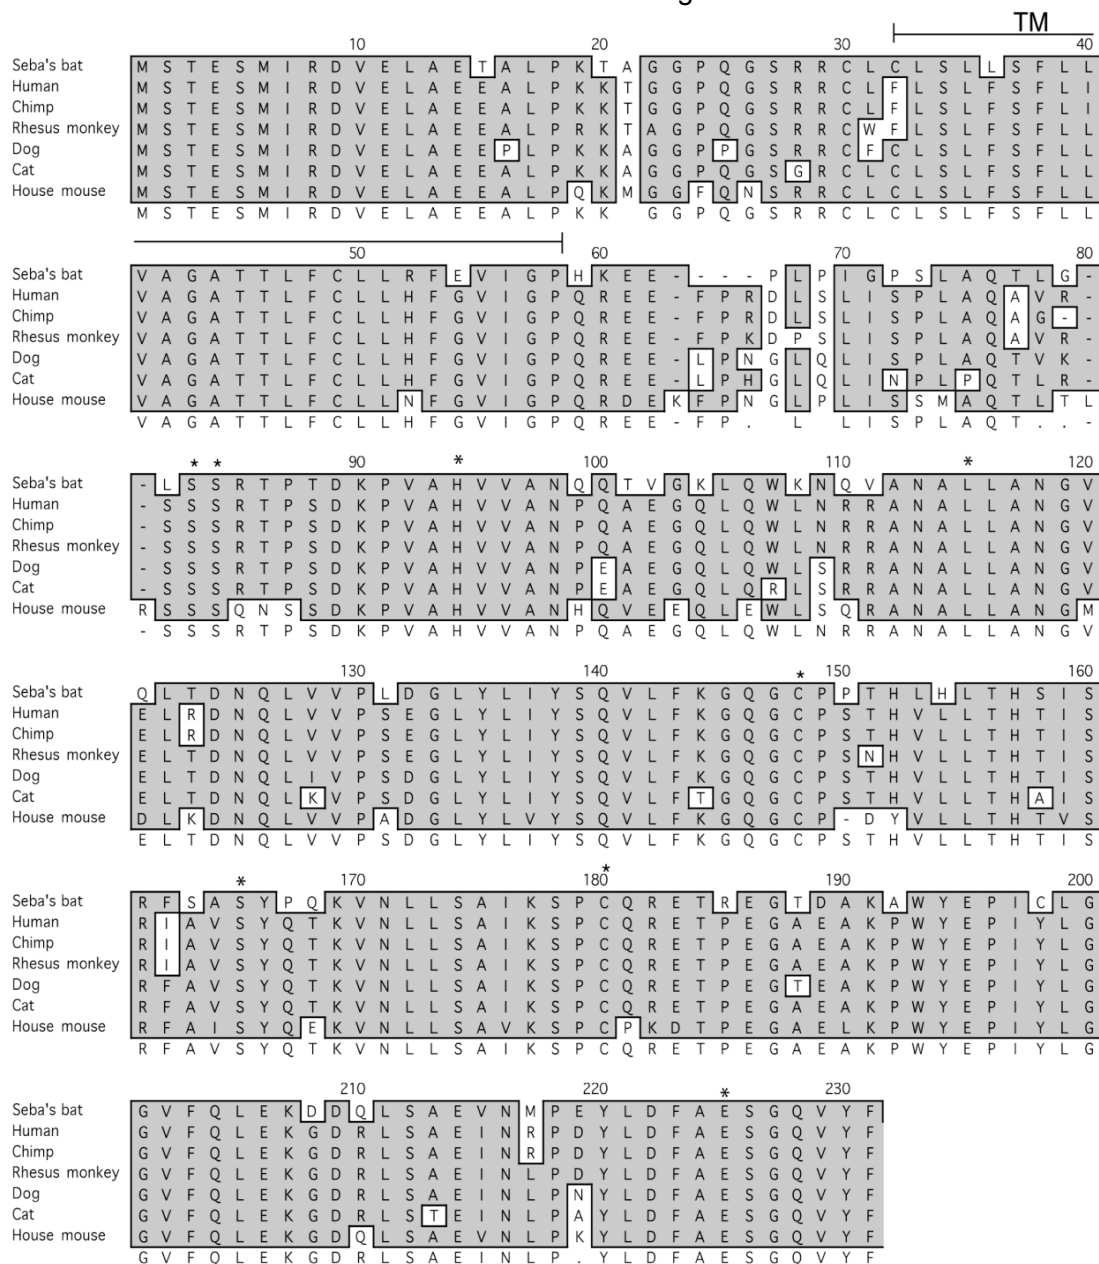 g
TM
10 20 30 40
Seba's bat M S T E S M I R D V E L A E T A L P K T A G G P Q G S R R C L C L S L L S F L L
Human M S T E S M I R D V E L A E E A L P K K T G G P Q G S R R C L F L S L F S F L I
Chimp M S T E S M I R D V E L A E E A L P K K T G G P Q G S R R C L F L S L F S F L I
Rhesus monkey M S T E S M I R D V E L A E E A L P R K T A G P Q G S R R C W F L S L F S F L L
Dog M S T E S M I R D V E L A E E P L P K K A G G P P G S R R C F C L S L F S F L L
Cat M S T E S M I R D V E L A E E A L P K K A G G P Q G S G R C L C L S L F S F L L
House mouse M S T E S M I R D V E L A E E A L P Q K M G G F Q N S R R C L C L S L F S F L L
M S T E S M I R D V E L A E E A L P K K G G P Q G S R R C L C L S L F S F L L
50 60 70 80
Seba's bat V A G A T T L F C L L R F E V I G P H K E E - - - - P L P I G P S L A Q T L G -
Human V A G A T T L F C L L H F G V I G P Q R E E - F P R D L S L I S P L A Q A V R -
Chimp V A G A T T L F C L L H F G V I G P Q R E E - F P R D L S L I S P L A Q A G - -
Rhesus monkey V A G A T T L F C L L H F G V I G P Q R E E - F P K D P S L I S P L A Q A V R -
Dog V A G A T T L F C L L H F G V I G P Q R E E - L P N G L Q L I S P L A Q T V K -
Cat V A G A T T L F C L L H F G V I G P Q R E E - L P H G L Q L I N P L P Q T L R -
House mouse V A G A T T L F C L L N F G V I G P Q R D E K F P N G L P L I S S M A Q T L T L
V A G A T T L F C L L H F G V I G P Q R E E - F P . L L I S P L A Q T . . -
* * 90 * 100 110 * 120
Seba's bat - L S S R T P T D K P V A H V V A N Q Q T V G K L Q W K N Q V A N A L L A N G V
Human - S S S R T P S D K P V A H V V A N P Q A E G Q L Q W L N R R A N A L L A N G V
Chimp - S S S R T P S D K P V A H V V A N P Q A E G Q L Q W L N R R A N A L L A N G V
Rhesus monkey - S S S R T P S D K P V A H V V A N P Q A E G Q L Q W L N R R A N A L L A N G V
Dog - S S S R T P S D K P V A H V V A N P E A E G Q L Q W L S R R A N A L L A N G V
Cat - S S S R T P S D K P V A H V V A N P E A E G Q L Q R L S R R A N A L L A N G V
House mouse R S S S Q N S S D K P V A H V V A N H Q V E E Q L E W L S Q R A N A L L A N G M
- S S S R T P S D K P V A H V V A N P Q A E G Q L Q W L N R R A N A L L A N G V
130 140 * 150 160
Seba's bat Q L T D N Q L V V P L D G L Y L I Y S Q V L F K G Q G C P P T H L H L T H S I S
Human E L R D N Q L V V P S E G L Y L I Y S Q V L F K G Q G C P S T H V L L T H T I S
Chimp E L R D N Q L V V P S E G L Y L I Y S Q V L F K G Q G C P S T H V L L T H T I S
Rhesus monkey E L T D N Q L V V P S E G L Y L I Y S Q V L F K G Q G C P S N H V L L T H T I S
Dog E L T D N Q L I V P S D G L Y L I Y S Q V L F K G Q G C P S T H V L L T H T I S
Cat E L T D N Q L K V P S D G L Y L I Y S Q V L F T G Q G C P S T H V L L T H A I S
House mouse D L K D N Q L V V P A D G L Y L V Y S Q V L F K G Q G C P - D Y V L L T H T V S
E L T D N Q L V V P S D G L Y L I Y S Q V L F K G Q G C P S T H V L L T H T I S
* 170 * 180 190 200
Seba's bat R F S A S Y P Q K V N L L S A I K S P C Q R E T R E G T D A K A W Y E P I C L G
Human R I A V S Y Q T K V N L L S A I K S P C Q R E T P E G A E A K P W Y E P I Y L G
Chimp R I A V S Y Q T K V N L L S A I K S P C Q R E T P E G A E A K P W Y E P I Y L G
Rhesus monkey R I A V S Y Q T K V N L L S A I K S P C Q R E T P E G A E A K P W Y E P I Y L G
Dog R F A V S Y Q T K V N L L S A I K S P C Q R E T P E G T E A K P W Y E P I Y L G
Cat R F A V S Y Q T K V N L L S A I K S P C Q R E T P E G A E A K P W Y E P I Y L G
House mouse R F A I S Y Q E K V N L L S A V K S P C P K D T P E G A E L K P W Y E P I Y L G
R F A V S Y Q T K V N L L S A I K S P C Q R E T P E G A E A K P W Y E P I Y L G
210 220 * 230
Seba's bat G V F Q L E K D D Q L S A E V N M P E Y L D F A E S G Q V Y F
Human G V F Q L E K G D R L S A E I N R P D Y L D F A E S G Q V Y F
Chimp G V F Q L E K G D R L S A E I N R P D Y L D F A E S G Q V Y F
Rhesus monkey G V F Q L E K G D R L S A E I N L P D Y L D F A E S G Q V Y F
Dog G V F Q L E K G D R L S A E I N L P N Y L D F A E S G Q V Y F
Cat G V F Q L E K G D R L S T E I N L P A Y L D F A E S G Q V Y F
House mouse G V F Q L E K G D Q L S A E V N L P K Y L D F A E S G Q V Y F
G V F Q L E K G D R L S A E I N L P . Y L D F A E S G Q V Y F